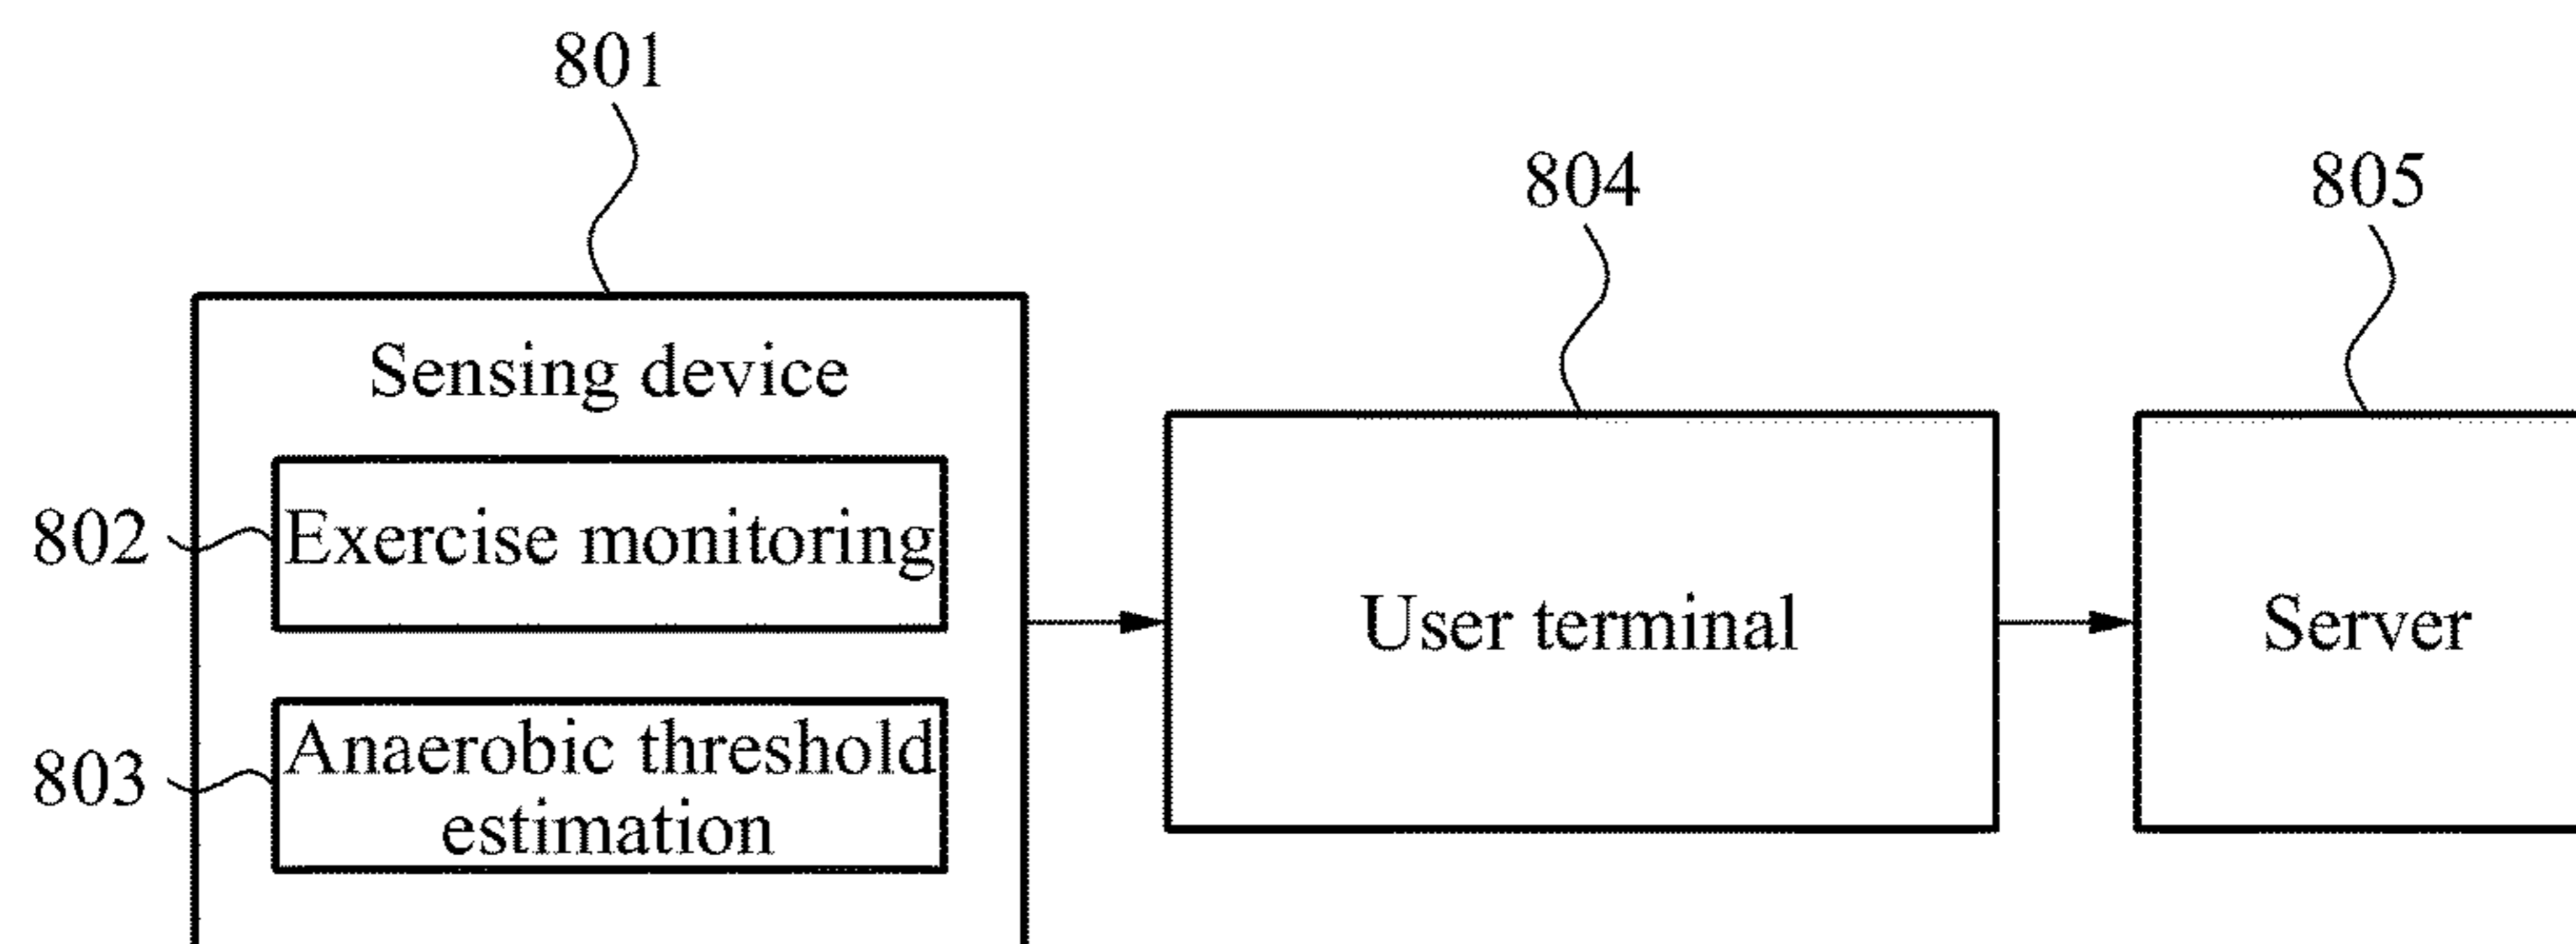 801
804
805
Sensing device
802
Exercise monitoring
User terminal
Server
803
Anaerobic threshold
estimation